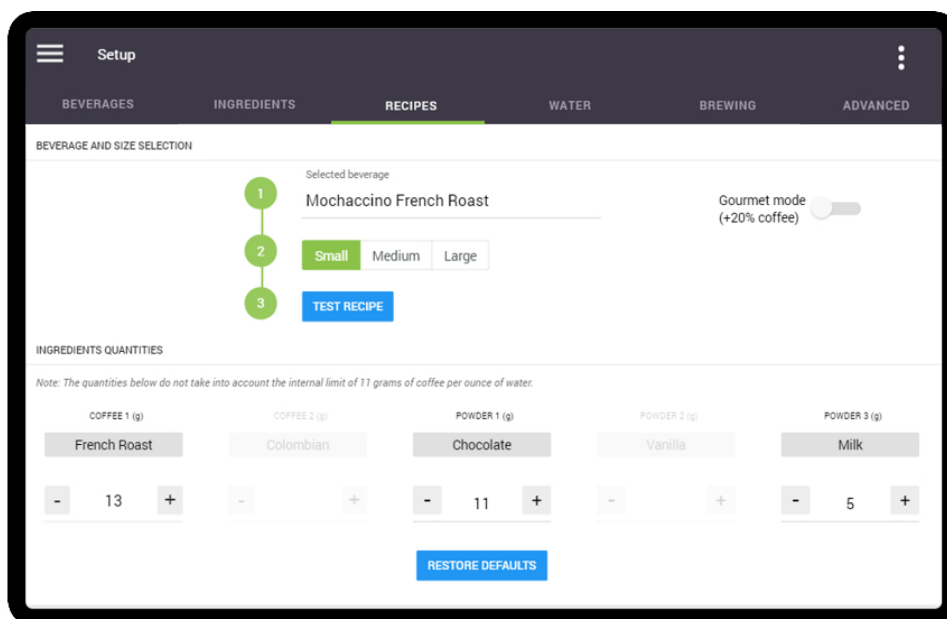 Setup
BEVERAGES INGREDIENTS RECIPES WATER BREWING ADVANCED
BEVERAGE AND SIZE SELECTION
Selected beverage
1 Mochaccino French Roast
Gourmet mode
(+20% coffee)
2 Small Medium Large
3 TEST RECIPE
INGREDIENTS QUANTITIES
Note: The quantities below do not take into account the internal limit of 11 grams of coffee per ounce of water.
COFFEE 1 (g) COFFEE 2 (g) POWDER 1 (g) POWDER 2 (g) POWDER 3 (g)
French Roast Colombian Chocolate Vanilla Milk
- 13 + - + - 11 + - + - 5 +
RESTORE DEFAULTS